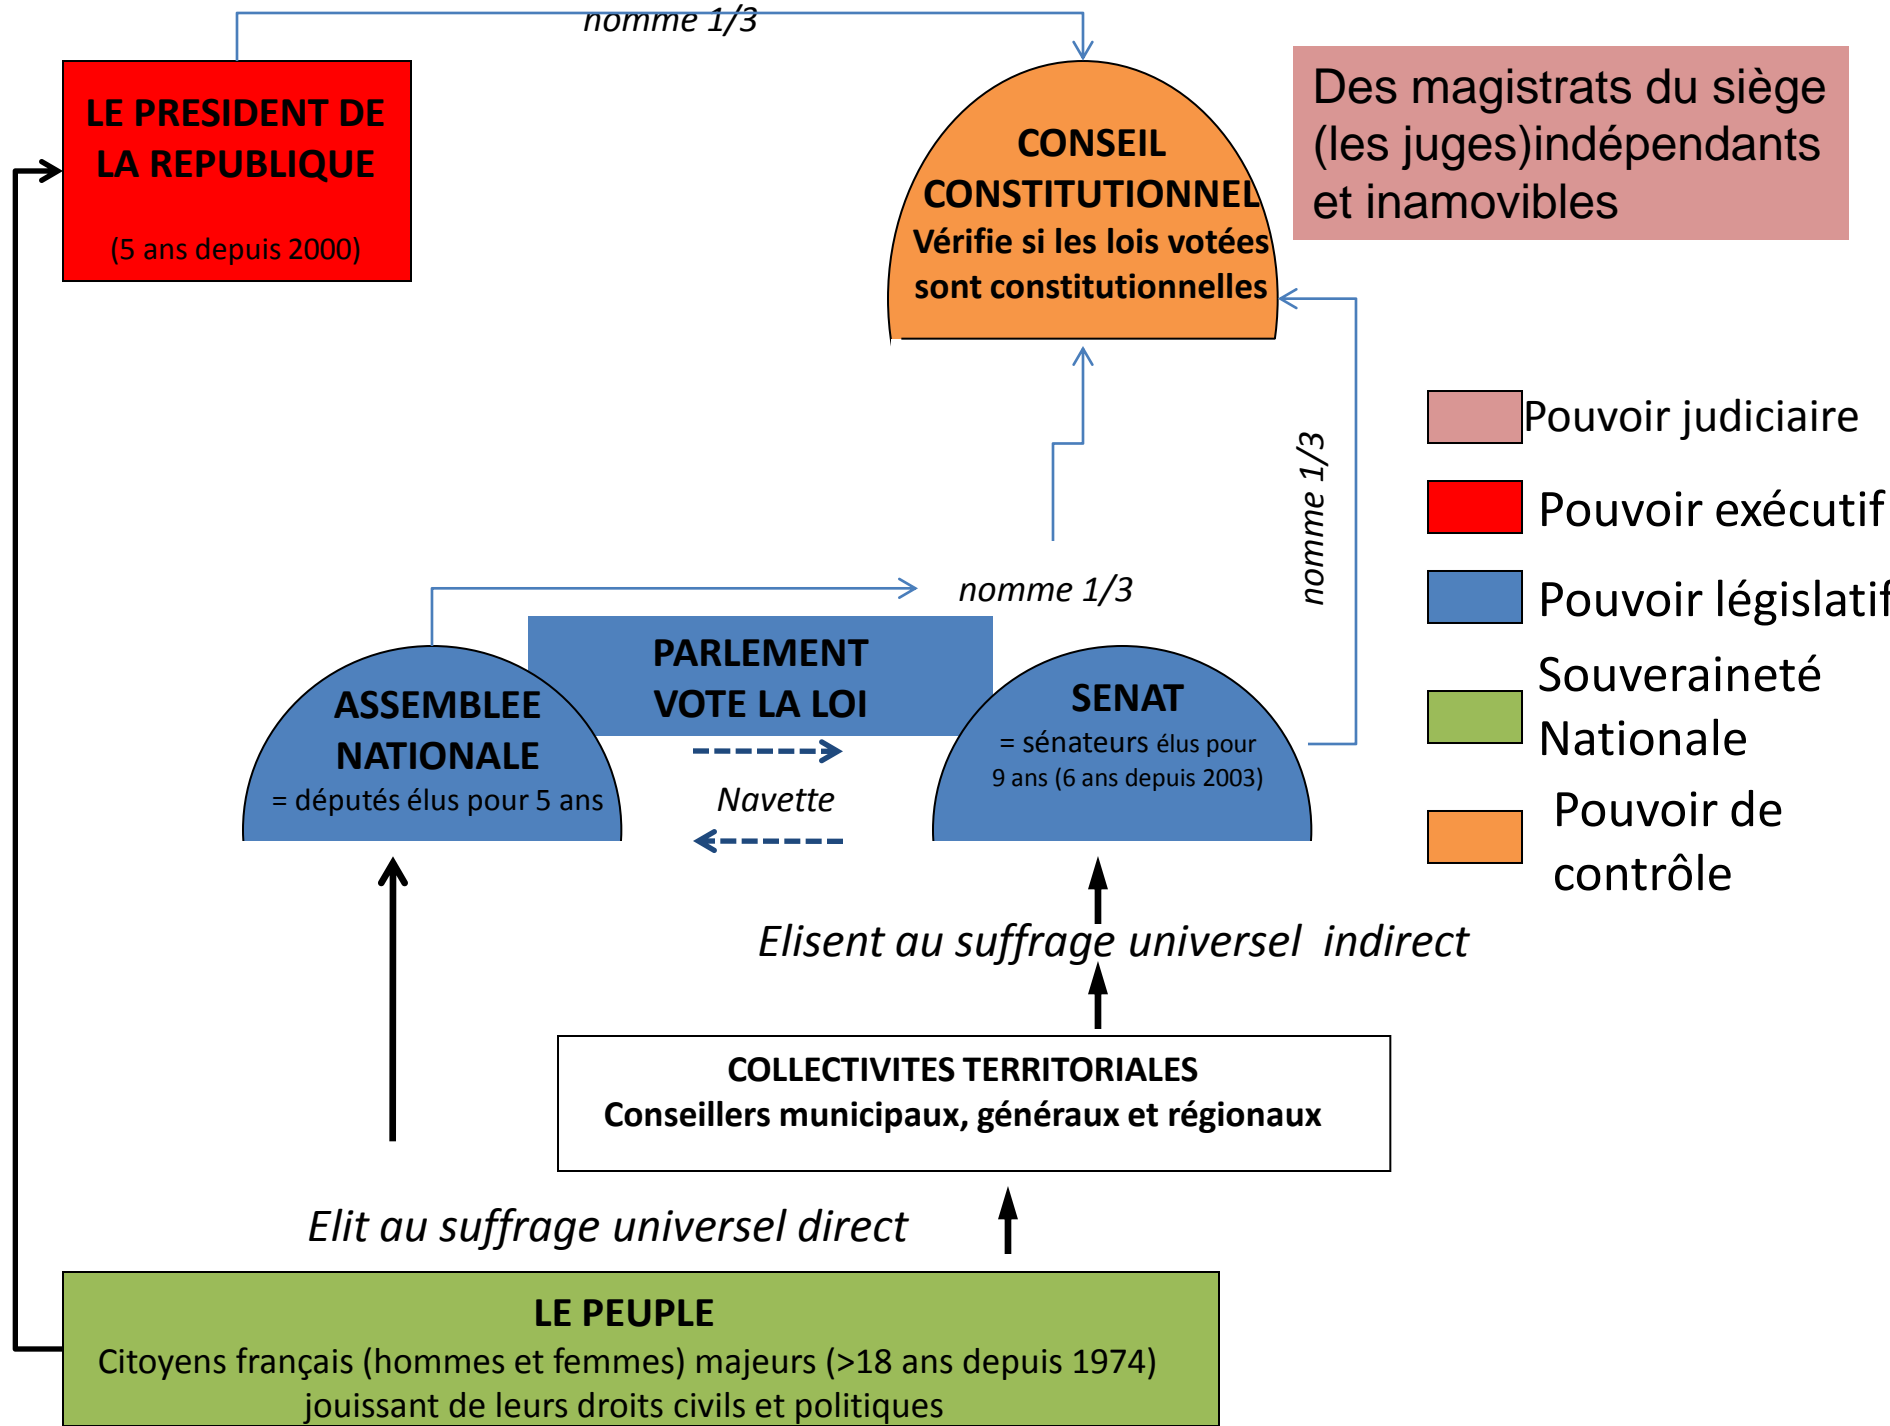 nomme 1/3
LE PRESIDENT DE
LA REPUBLIQUE
(5 ans depuis 2000)
CONSEIL
CONSTITUTIONNEL
Vérifie si les lois votées
sont constitutionnelles
Des magistrats du siège
(les juges)indépendants
et inamovibles
Pouvoir judiciaire
Pouvoir exécutif
Pouvoir législatif
Souveraineté
Nationale
Pouvoir de
contrôle
nomme 1/3
nomme 1/3
PARLEMENT
VOTE LA LOI
ASSEMBLEE
NATIONALE
= députés élus pour 5 ans
Navette
SENAT
= sénateurs élus pour
9 ans (6 ans depuis 2003)
Elisent au suffrage universel  indirect
COLLECTIVITES TERRITORIALES
Conseillers municipaux, généraux et régionaux
Elit au suffrage universel direct
LE PEUPLE
Citoyens français (hommes et femmes) majeurs (>18 ans depuis 1974)
jouissant de leurs droits civils et politiques